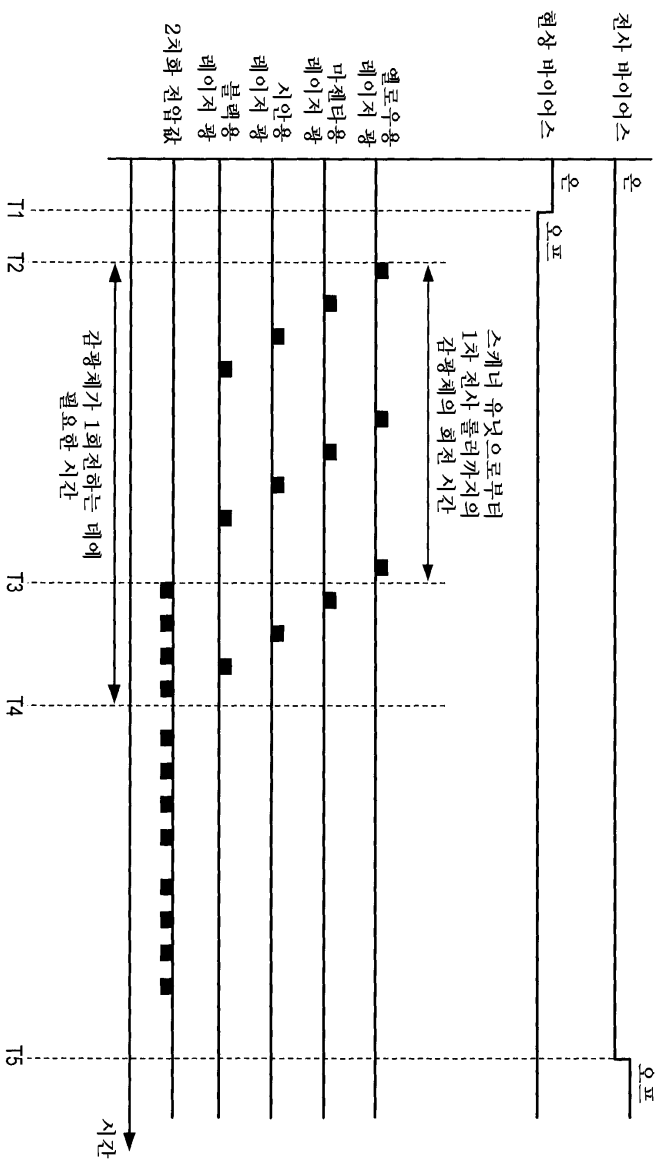 전사 바이어스
온
오프
현상 바이어스
온
오프
옐로우용
레이저 광
마젠타용
레이저 광
시안용
레이저 광
블랙용
레이저 광
2치화 전압값
스캐너 유닛으로부터
1차 전사 롤러까지의
감광체의 회전 시간
감광체가 1회전하는 데에
필요한 시간
T1
T2
T3
T4
T5
시간